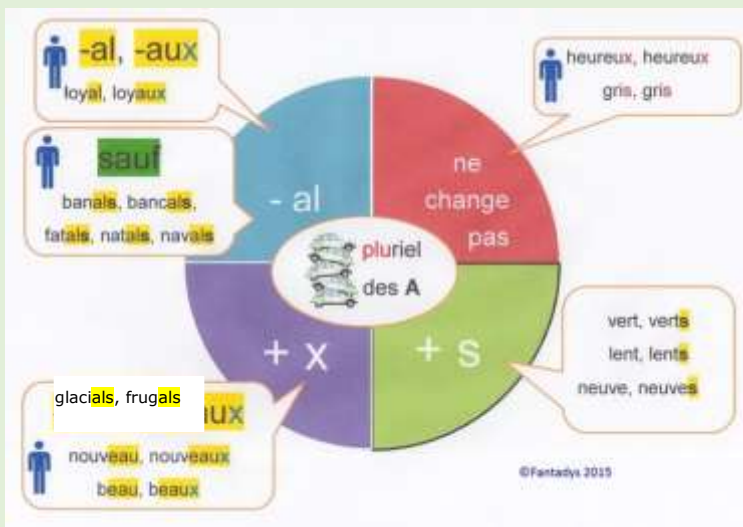 -al, -aux
loyal, loyaux
sauf
banals, bancals,
fatals, natals, navals
- al
heureux, heureux
gris, gris
ne
change
pas
pluriel
des A
+ x
+ s
vert, verts
lent, lents
neuve, neuves
glacials, frugals
aux
nouveau, nouveaux
beau, beaux
©Fantadys 2015